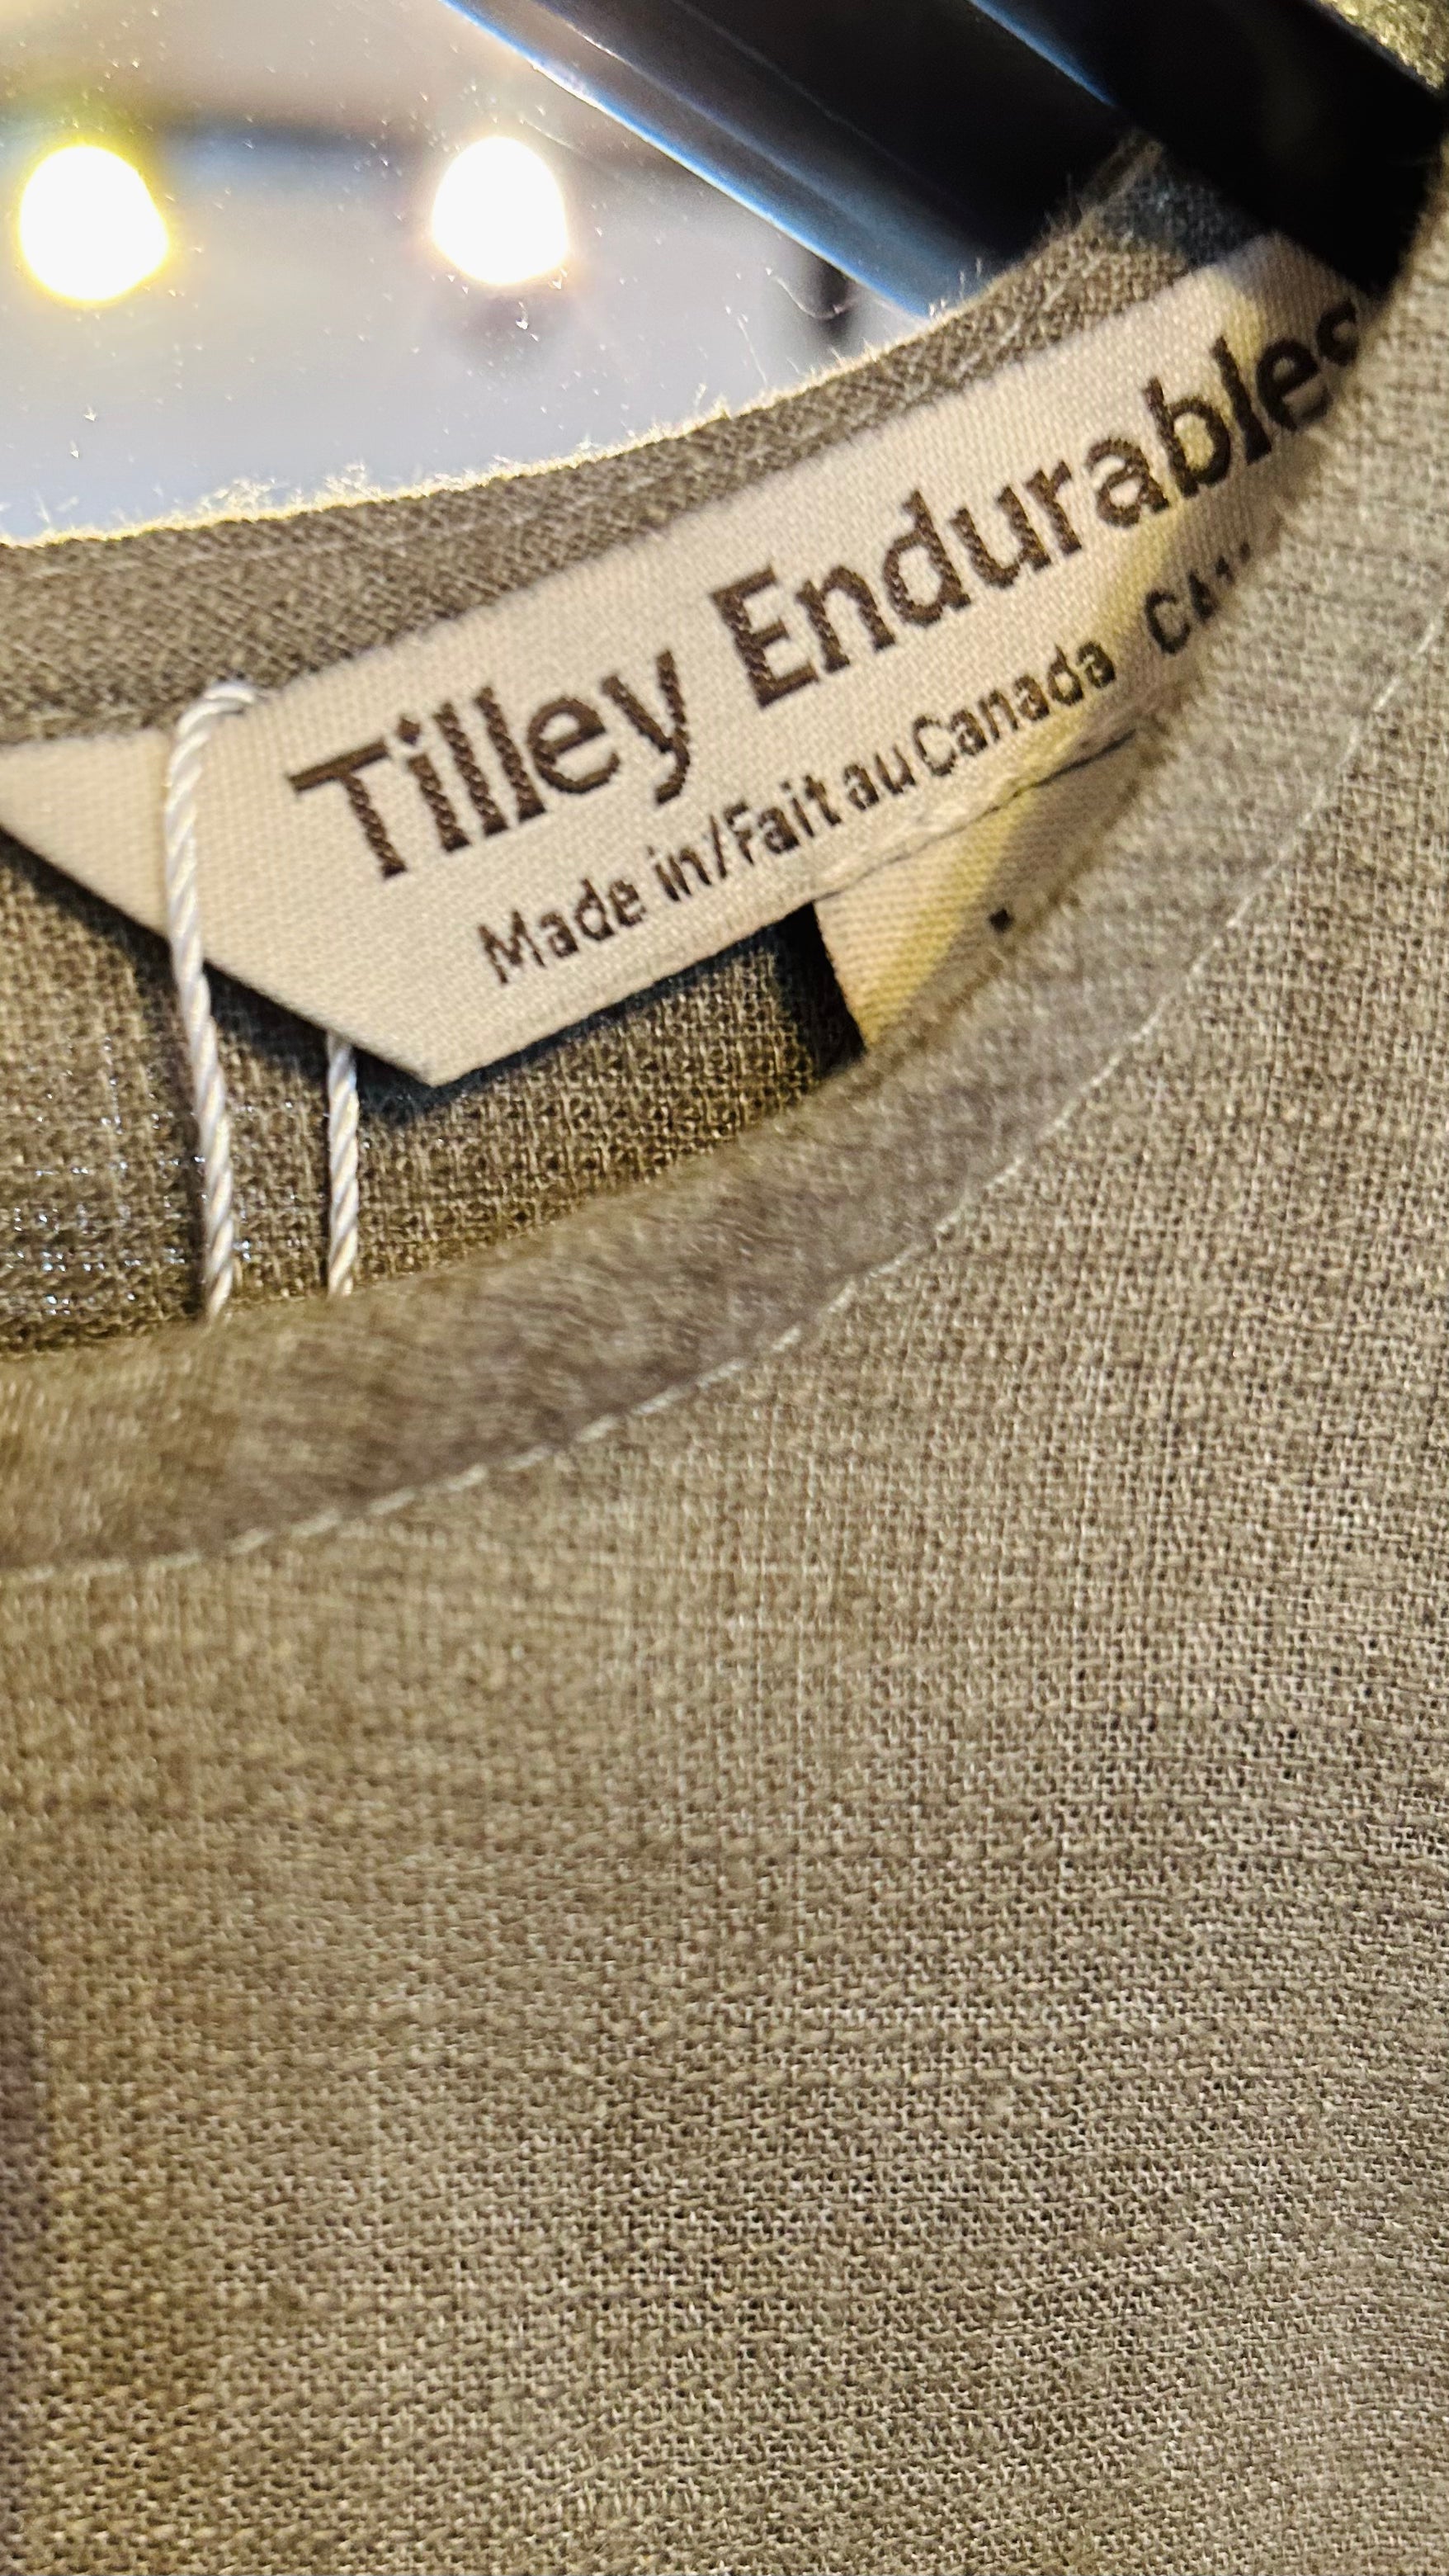 Tilley Endurables
Made in/Fait au Canada